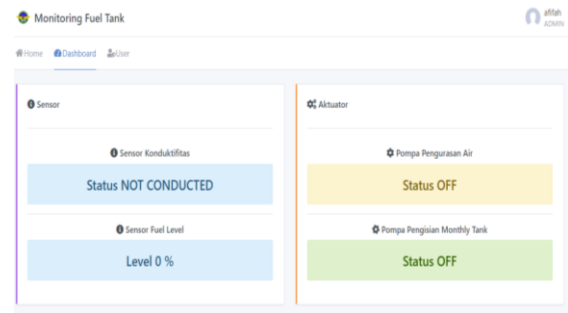 Monitoring Fuel Tank
afifah
ADMIN
Home Dashboard User
Sensor
Sensor Konduktifitas
Status NOT CONDUCTED
Sensor Fuel Level
Level 0 %
Aktuator
Pompa Pengurasan Air
Status OFF
Pompa Pengisian Monthly Tank
Status OFF